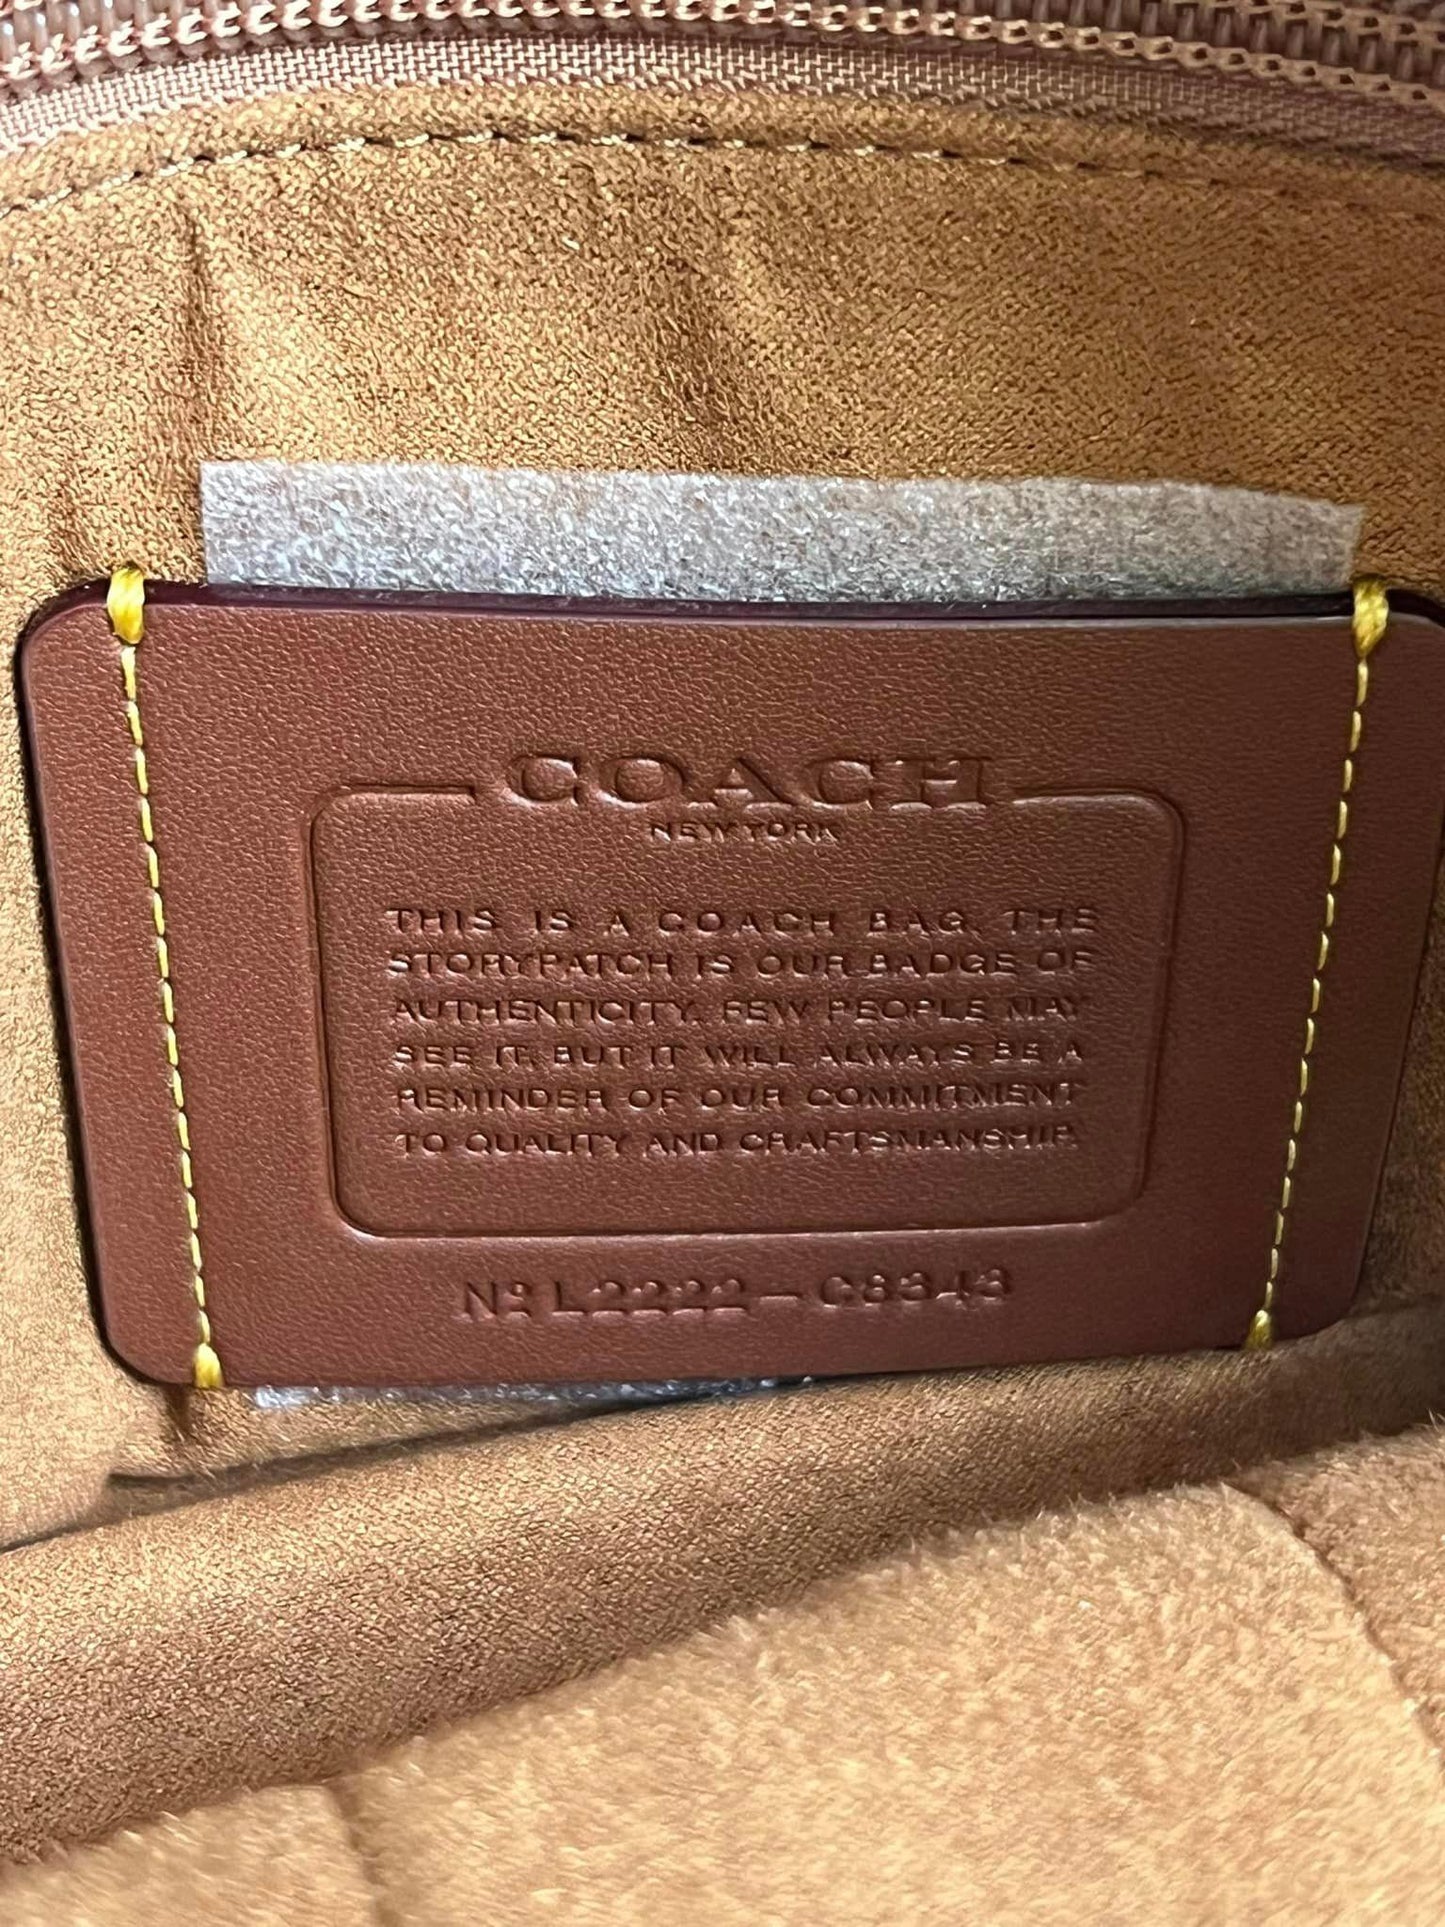 COACH
NEW YORK
THIS IS A COACH BAG. THE
STORYPATCH IS OUR BADGE OF
AUTHENTICITY. FEW PEOPLE MAY
SEE IT, BUT IT WILL ALWAYS BE A
REMINDER OF OUR COMMITMENT
TO QUALITY AND CRAFTSMANSHIP.
Nº L2222-C8343